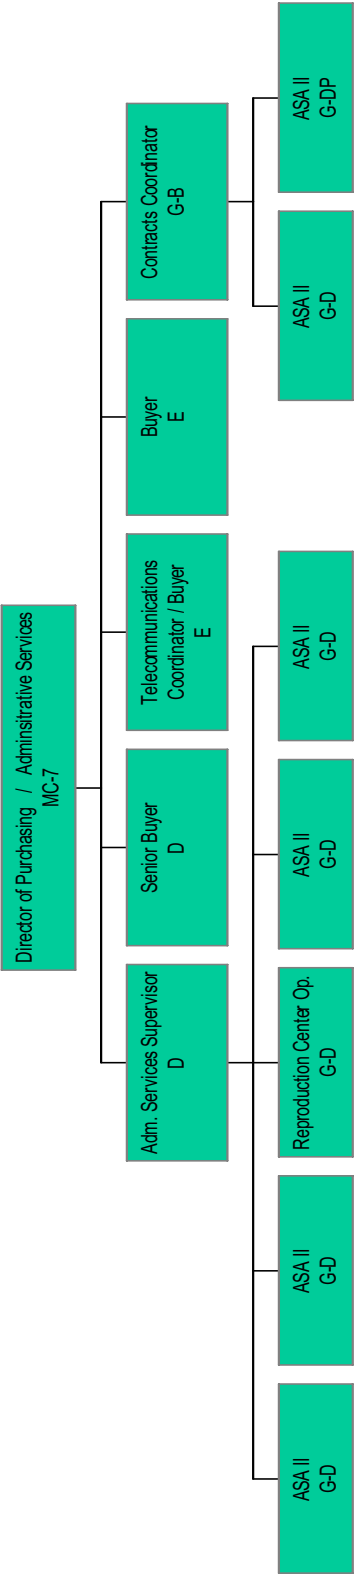 Director of Purchasing / Adminsitrative Services
MC-7
Adm. Services Supervisor
D
Senior Buyer
D
Telecommunications
Coordinator / Buyer
E
Buyer
E
Contracts Coordinator
G-B
ASA II
G-D
ASA II
G-D
Reproduction Center Op.
G-D
ASA II
G-D
ASA II
G-D
ASA II
G-D
ASA II
G-DP